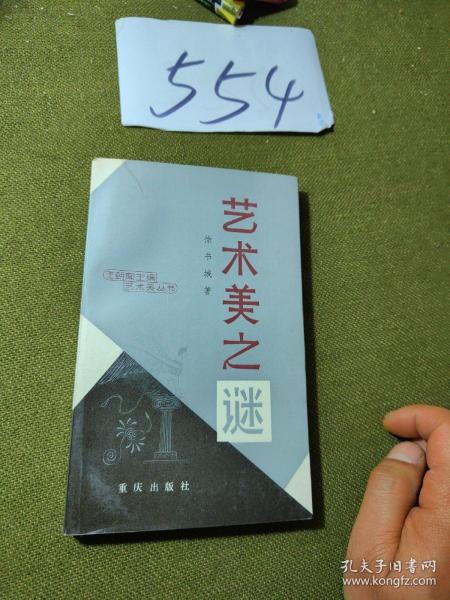 554
艺术美之谜
徐书城著
王朝闻主编
艺术美丛书
重庆出版社
孔夫子旧书网
www.kongfz.com